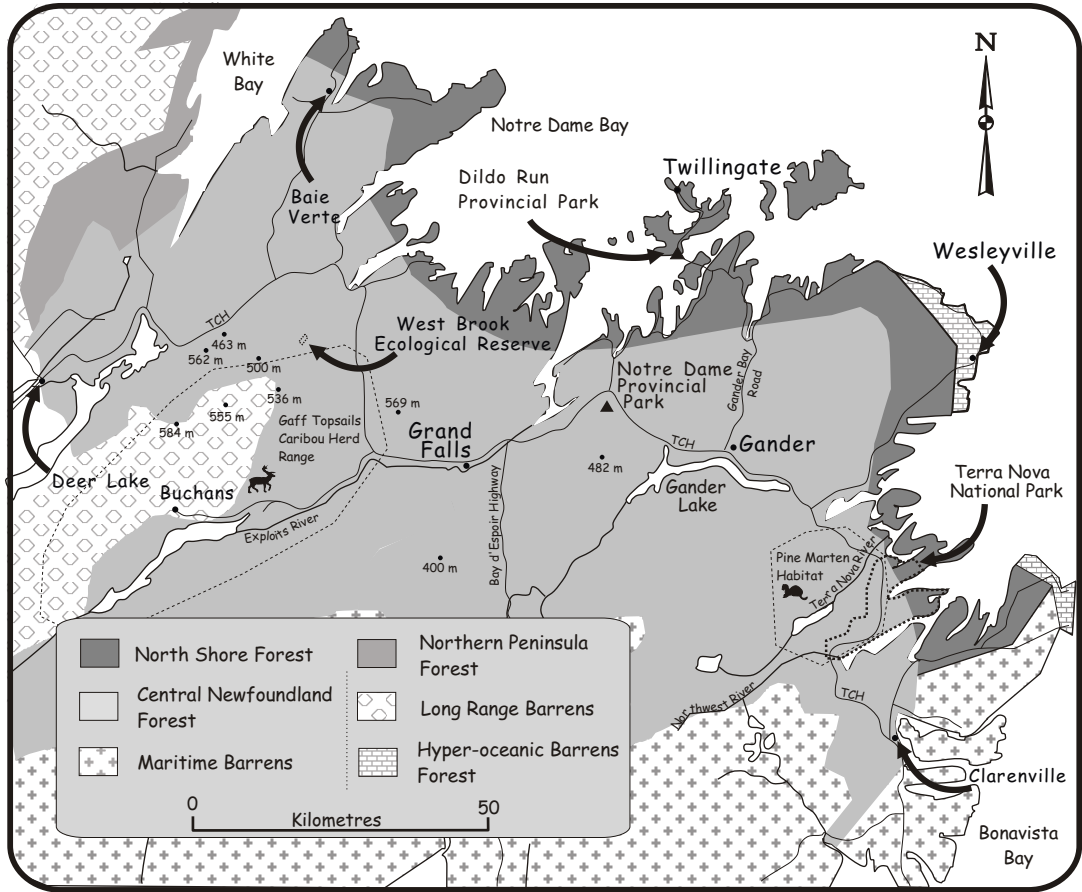 White
Bay
N
Notre Dame Bay
Twillingate
Dildo Run
Provincial Park
Baie
Verte
Wesleyville
TCH
463 m
562 m
500 m
West Brook
Ecological Reserve
536 m
555 m
584 m
569 m
Gaff Topsails
Caribou Herd
Range
Grand
Falls
Notre Dame
Provincial
Park
Gander Bay
Road
TCH
Gander
482 m
Deer Lake
Buchans
Exploits River
Bay d'Espoir Highway
Gander
Lake
400 m
Terra Nova
National Park
Pine Marten
Habitat
Terra Nova River
Northwest River
TCH
Clarenville
Bonavista
Bay
North Shore Forest
Northern Peninsula
Forest
Central Newfoundland
Forest
Long Range Barrens
Maritime Barrens
Hyper-oceanic Barrens
Forest
0
50
Kilometres